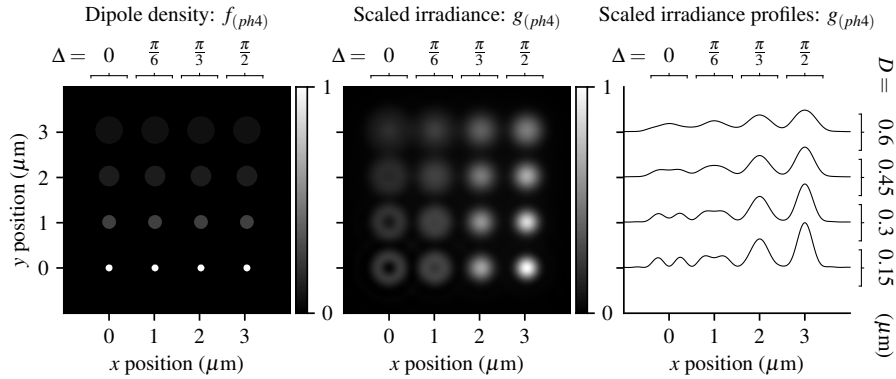 Dipole density: f(ph4)
Δ = 0 π/6 π/3 π/2
1
3
2
1
0
0
0 1 2 3
x position (μm)
y position (μm)
Scaled irradiance: g(ph4)
Δ = 0 π/6 π/3 π/2
1
0
0 1 2 3
x position (μm)
Scaled irradiance profiles: g(ph4)
Δ = 0 π/6 π/3 π/2
D =
0.6
0.45
0.3
0.15
(μm)
0 1 2 3
x position (μm)